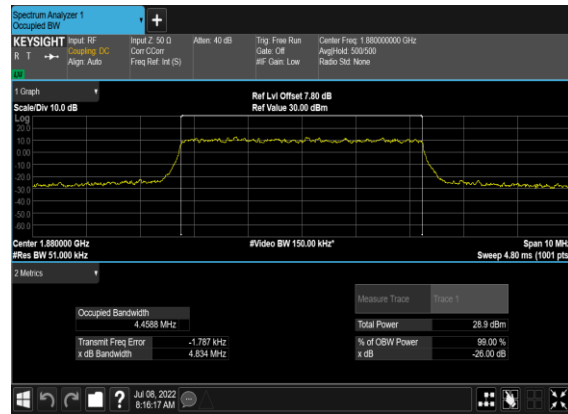 Spectrum Analyzer 1
Occupied BW
+
KEYSIGHT Input: RF Input Z: 50 Ω Atten: 40 dB Trig: Free Run Center Freq: 1.880000000 GHz
R T Coupling: DC Corr CCorr Gate: Off Avg|Hold: 500/500
Align: Auto Freq Ref: Int (S) #IF Gain: Low Radio Std: None
LXI
1 Graph
Ref Lvl Offset 7.80 dB
Scale/Div 10.0 dB Ref Value 30.00 dBm
Log
20.0
10.0
0.00
-10.0
-20.0
-30.0
-40.0
-50.0
-60.0
Center 1.880000 GHz #Video BW 150.00 kHz* Span 10 MHz
#Res BW 51.000 kHz Sweep 4.80 ms (1001 pts
2 Metrics
Measure Trace Trace 1
Occupied Bandwidth
4.4588 MHz Total Power 28.9 dBm
Transmit Freq Error -1.787 kHz % of OBW Power 99.00 %
x dB Bandwidth 4.834 MHz x dB -26.00 dB
?
Jul 08, 2022
8:16:17 AM